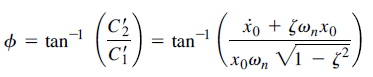 ϕ = tan⁻¹ (C′₂ / C′₁) = tan⁻¹ ((ẋ₀ + ζωₙx₀) / (x₀ωₙ √(1 − ζ²)))